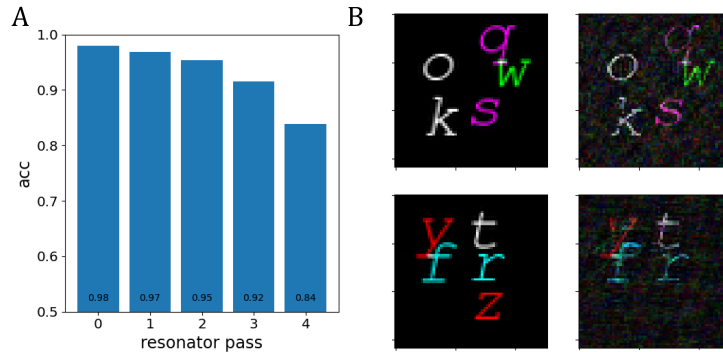 A
acc
1.0
0.9
0.8
0.7
0.6
0.5
0.98 0.97 0.95 0.92 0.84
0 1 2 3 4
resonator pass
B
q
o w
k s
q
o w
k s
y t
f r
z
y t
f r